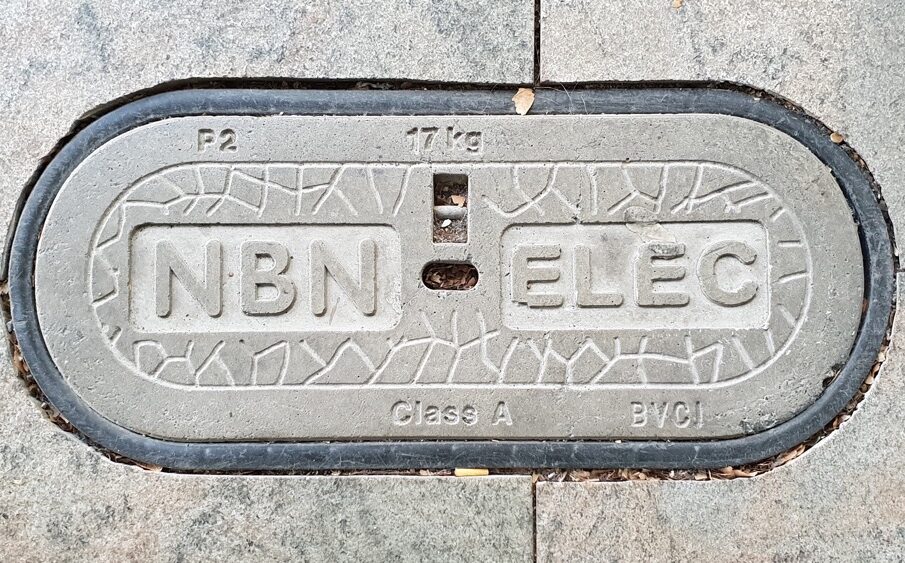 P2 17 kg
NBN ELEC
Class A BVCI